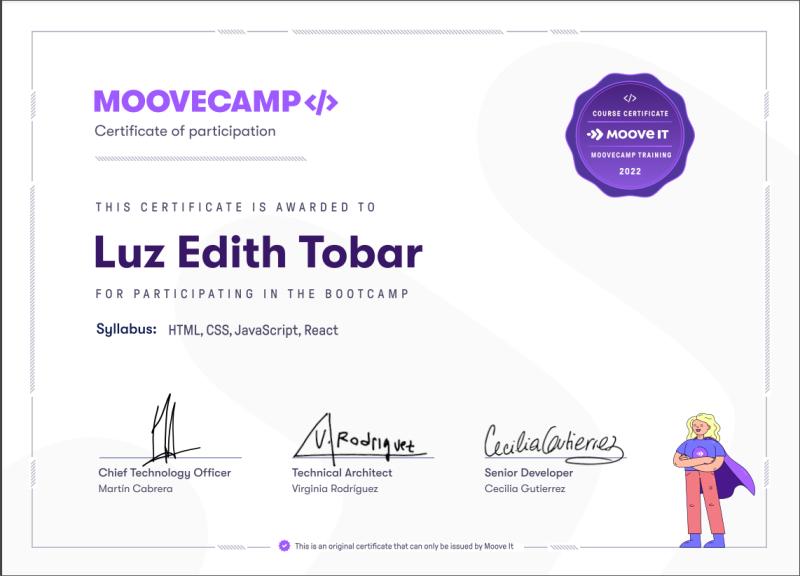 MOOVECAMP</>
Certificate of participation
</>
COURSE CERTIFICATE
MOOVE IT
MOOVECAMP TRAINING
2022
THIS CERTIFICATE IS AWARDED TO
Luz Edith Tobar
FOR PARTICIPATING IN THE BOOTCAMP
Syllabus: HTML, CSS, JavaScript, React
V. Rodriguez
Cecilia Gutierrez
Chief Technology Officer
Martín Cabrera
Technical Architect
Virginia Rodríguez
Senior Developer
Cecilia Gutierrez
This is an original certificate that can only be issued by Moove It